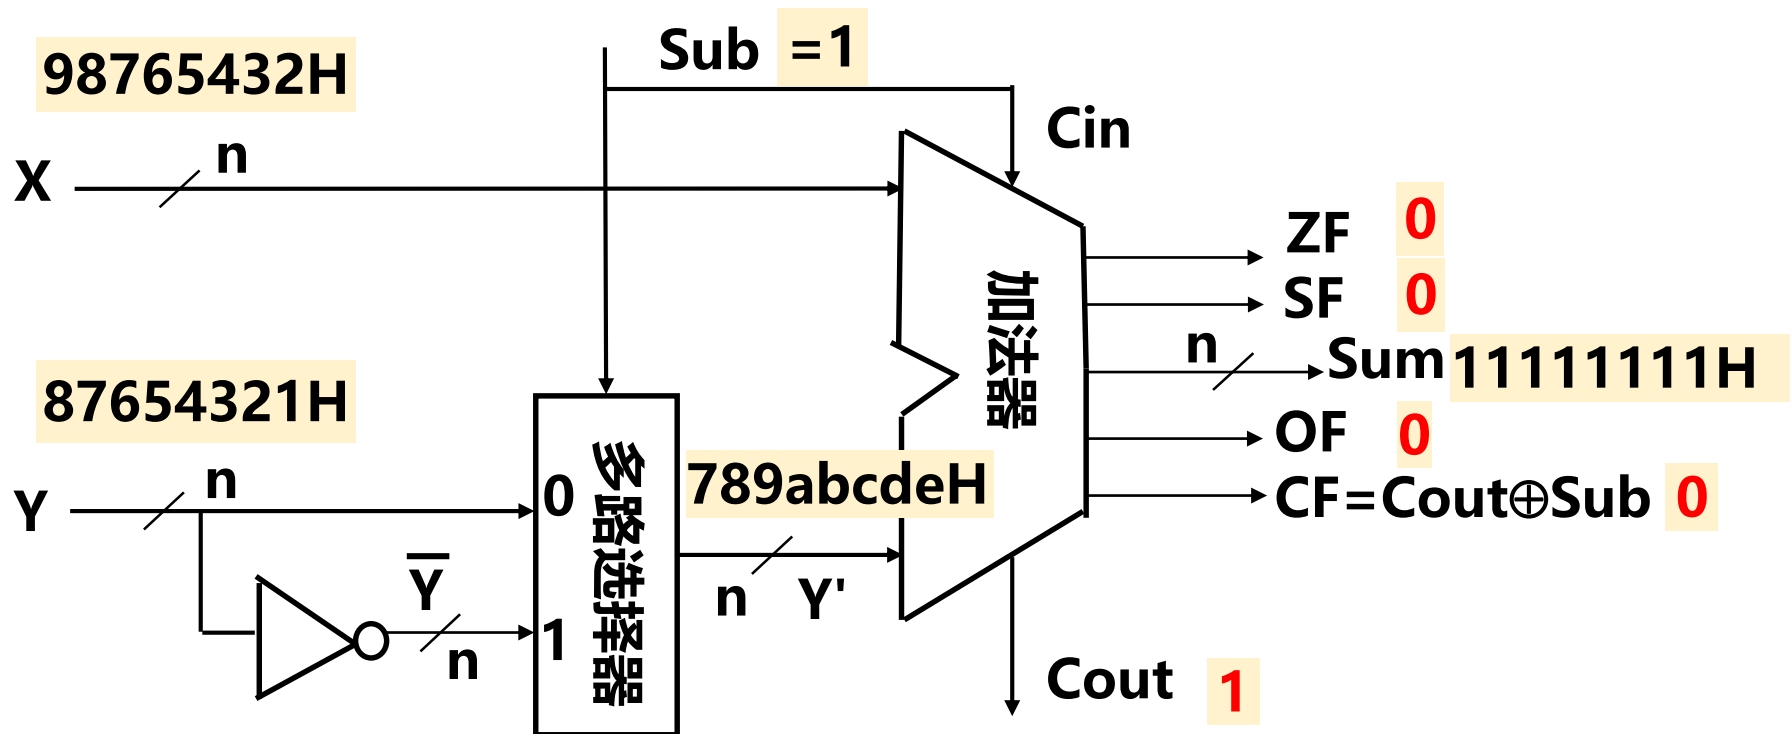 98765432H
Sub =1
Cin
n
X
ZF 0
SF 0
n
Sum 11111111H
加法器
87654321H
OF 0
n
789abcdeH
CF=Cout⊕Sub 0
Y
0
多路选择器
Y̅
n
Y'
1
n
Cout 1